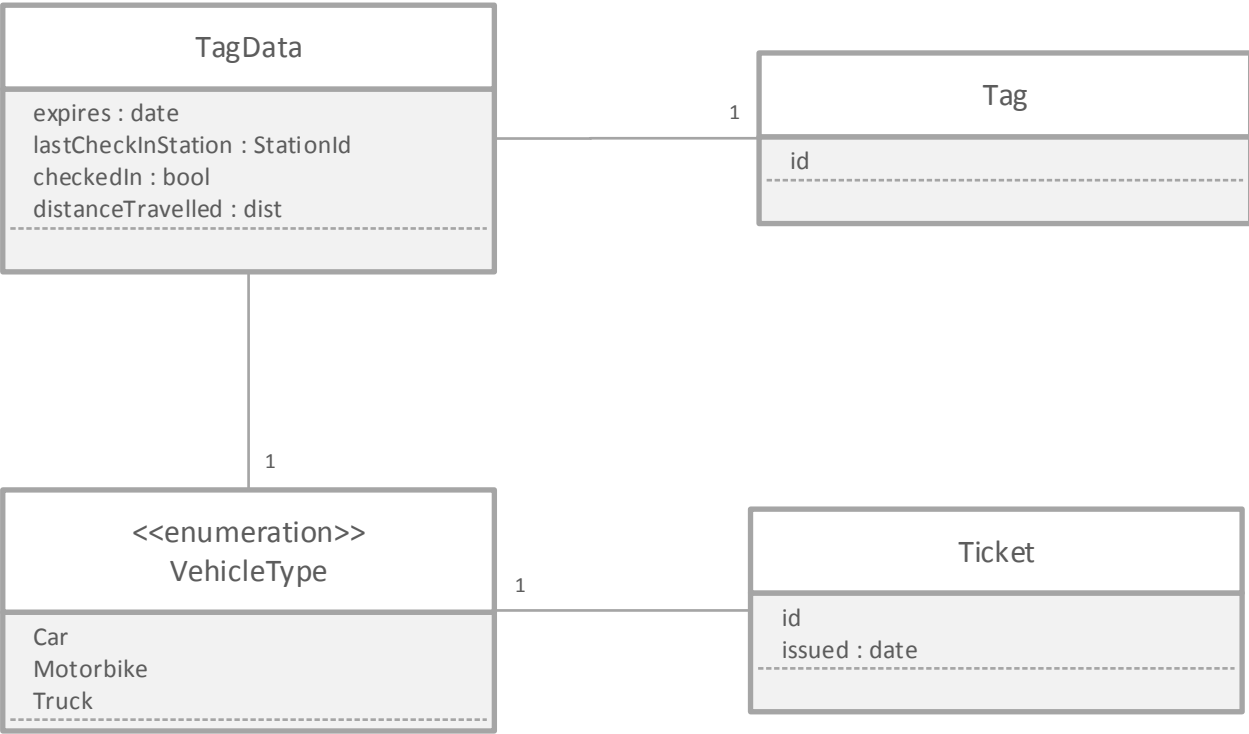 TagData
expires : date
lastCheckInStation : StationId
checkedIn : bool
distanceTravelled : dist
1
Tag
id
1
<<enumeration>>
VehicleType
Car
Motorbike
Truck
1
Ticket
id
issued : date